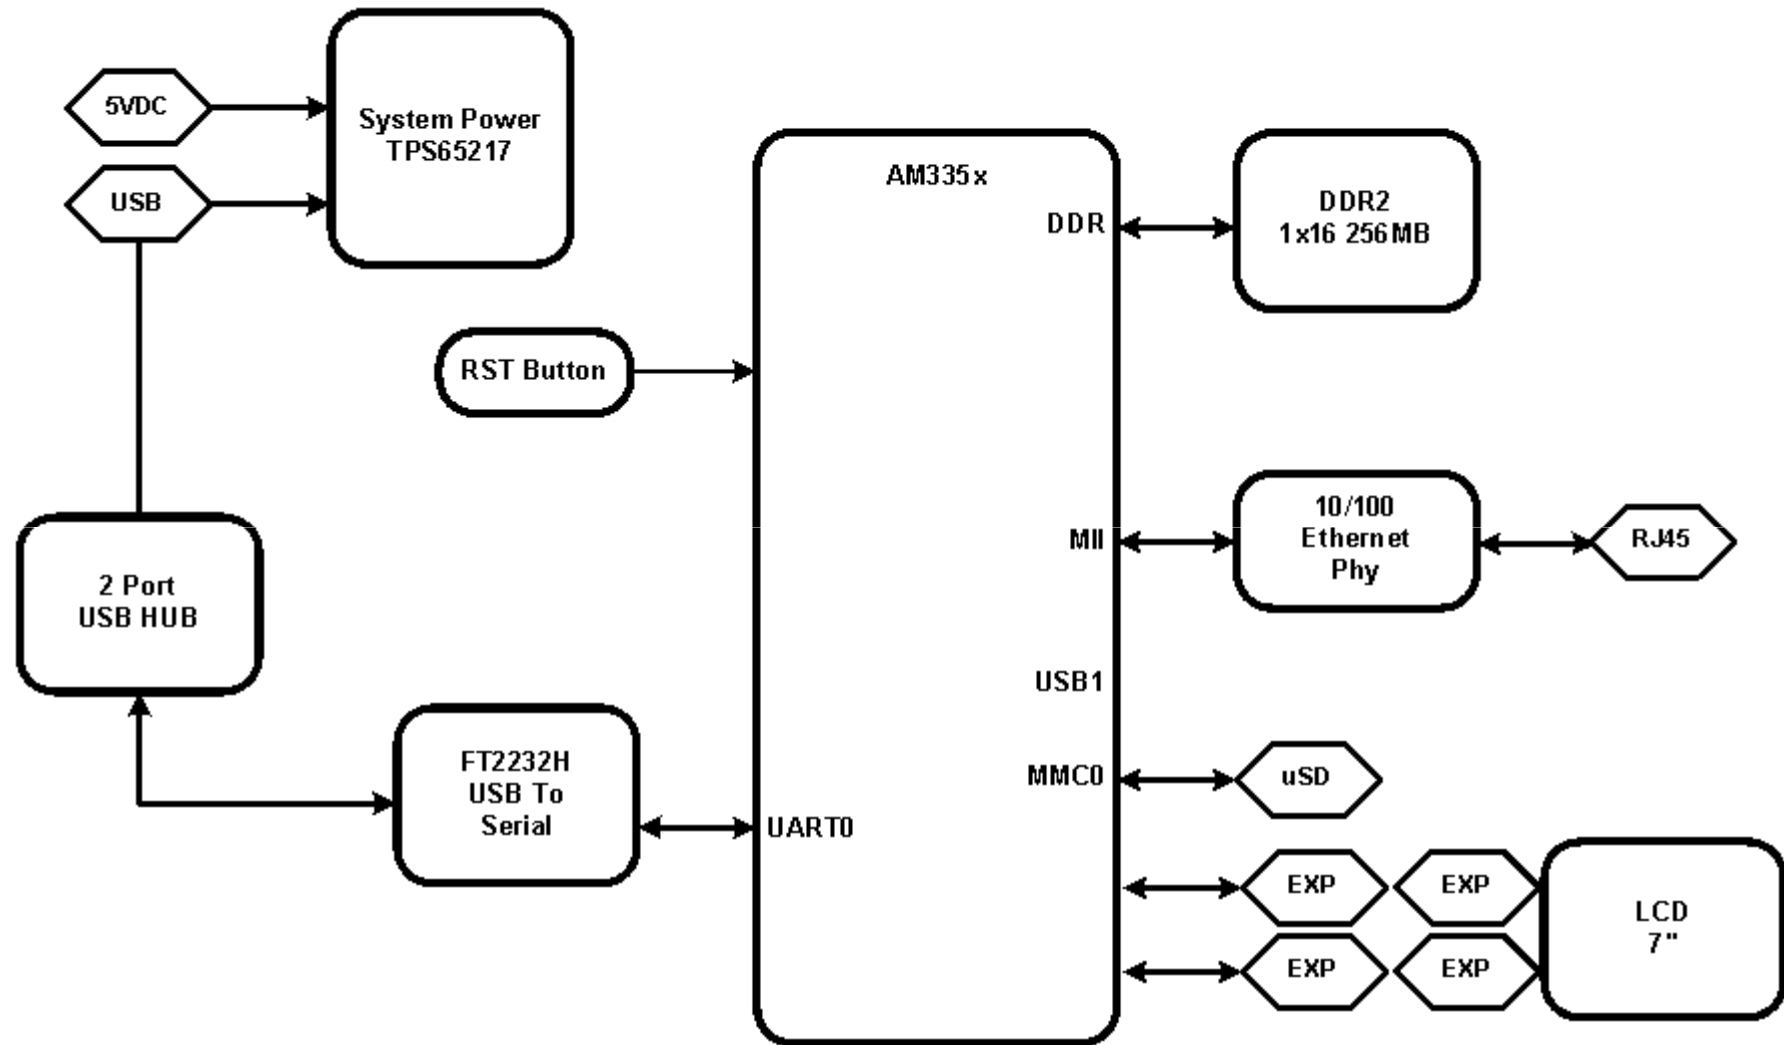 5VDC
System Power
TPS65217
USB
AM335x
DDR
DDR2
1x16 256MB
RST Button
MII
10/100
Ethernet
Phy
RJ45
2 Port
USB HUB
USB1
FT2232H
USB To
Serial
UART0
MMC0
uSD
EXP
EXP
EXP
EXP
LCD
7"